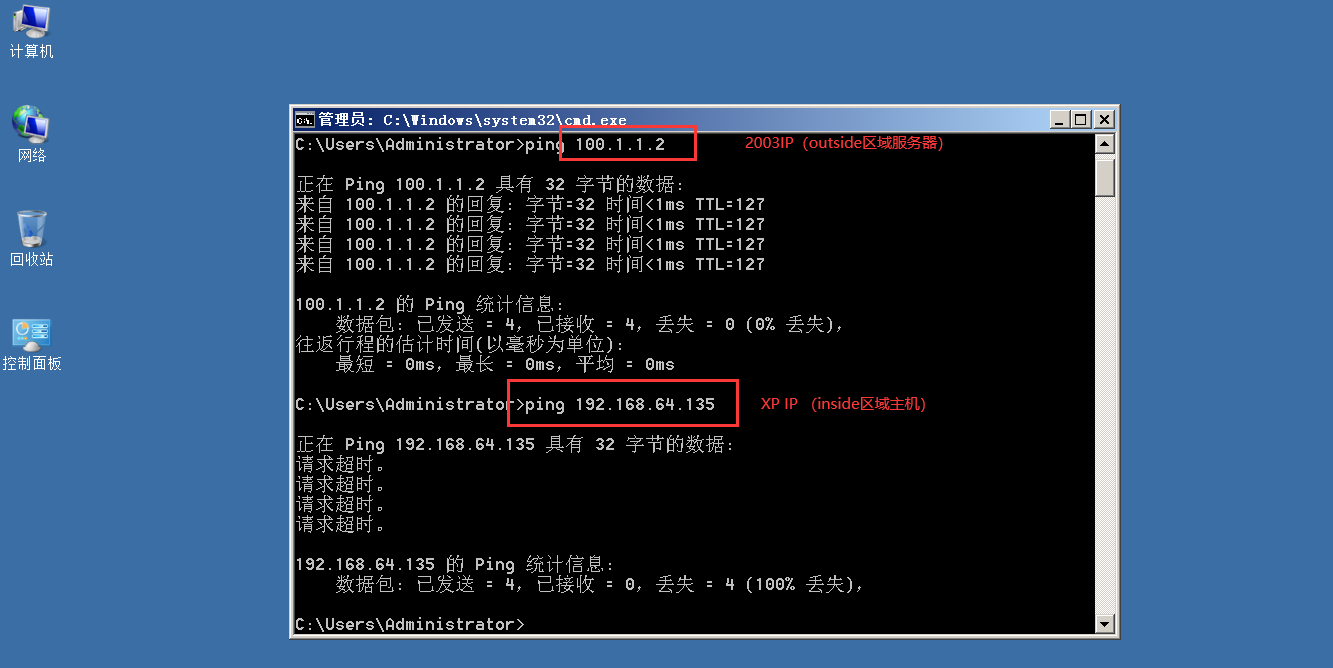 计算机
网络
回收站
控制面板
管理员: C:\Windows\system32\cmd.exe
C:\Users\Administrator>ping 100.1.1.2
2003IP（outside区域服务器）
正在 Ping 100.1.1.2 具有 32 字节的数据:
来自 100.1.1.2 的回复: 字节=32 时间<1ms TTL=127
来自 100.1.1.2 的回复: 字节=32 时间<1ms TTL=127
来自 100.1.1.2 的回复: 字节=32 时间<1ms TTL=127
来自 100.1.1.2 的回复: 字节=32 时间<1ms TTL=127
100.1.1.2 的 Ping 统计信息:
数据包: 已发送 = 4，已接收 = 4，丢失 = 0 (0% 丢失)，
往返行程的估计时间(以毫秒为单位):
最短 = 0ms，最长 = 0ms，平均 = 0ms
C:\Users\Administrator>ping 192.168.64.135
XP IP （inside区域主机）
正在 Ping 192.168.64.135 具有 32 字节的数据:
请求超时。
请求超时。
请求超时。
请求超时。
192.168.64.135 的 Ping 统计信息:
数据包: 已发送 = 4，已接收 = 0，丢失 = 4 (100% 丢失)，
C:\Users\Administrator>